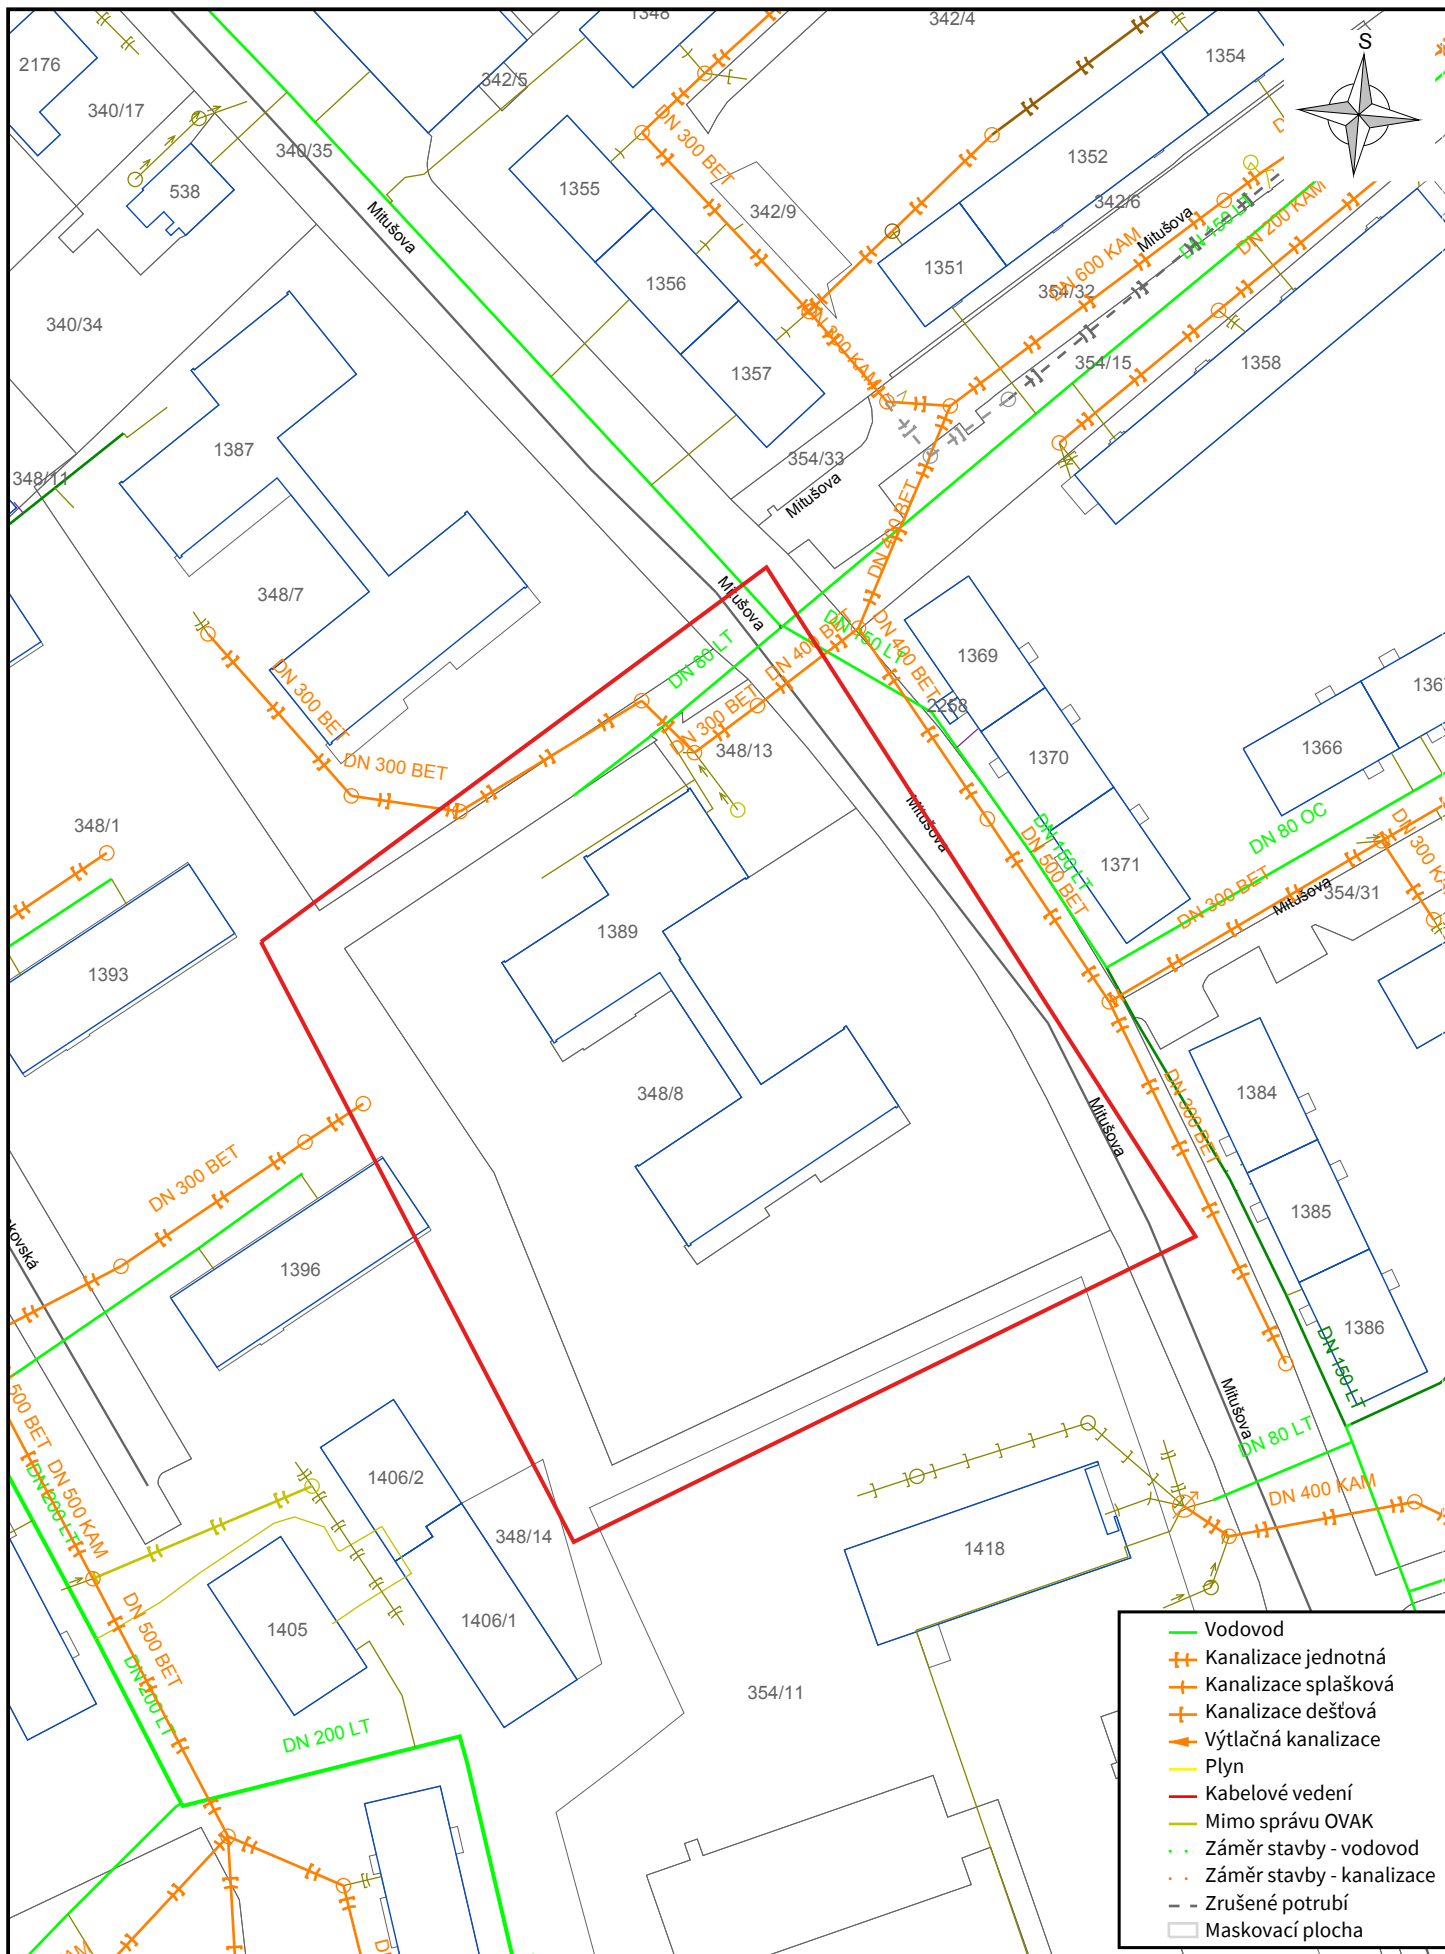 1348
342/4
2176
342/5
1354
S
340/17
340/35
DN 300 BET
1352
538
1355
342/9
342/6
Mitušova
Mitušova
DN 150 LT
DN 200 KAM
1351
DN 600 KAM
1356
354/32
340/34
DN 300 KAM
1357
354/15
1358
1387
354/33
348/11
Mitušova
DN 400 BET
348/7
Mitušova
DN 80 LT
DN 400 BET
DN 150 LT
DN 400 BET
1369
2258
DN 300 BET
DN 300 BET
DN 300 BET
348/13
1370
1366
348/1
Mitušova
DN 150 LT
DN 500 BET
DN 80 OC
1371
DN 300 BET
Mitušova
354/31
1389
1393
348/8
Mitušova
DN 300 BET
1384
DN 300 BET
1385
1396
1386
DN 150 LT
Mitušova
500 BET
DN 200 LT
DN 500 KAM
1406/2
348/14
DN 80 LT
DN 400 KAM
1418
DN 500 BET
1405
1406/1
DN 200 LT
354/11
DN 200 LT
Vodovod
Kanalizace jednotná
Kanalizace splašková
Kanalizace dešťová
Výtlačná kanalizace
Plyn
Kabelové vedení
Mimo správu OVAK
Záměr stavby - vodovod
Záměr stavby - kanalizace
Zrušené potrubí
Maskovací plocha